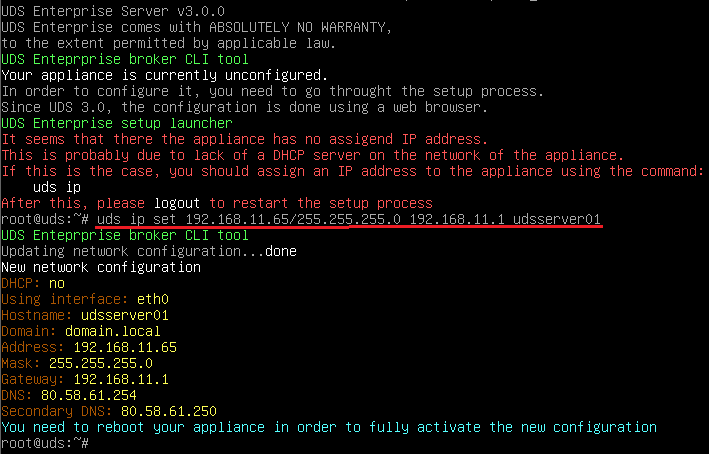 UDS Enterprise Server v3.0.0
UDS Enterprise comes with ABSOLUTELY NO WARRANTY,
to the extent permitted by applicable law.
UDS Enteprprise broker CLI tool
Your appliance is currently unconfigured.
In order to configure it, you need to go throught the setup process.
Since UDS 3.0, the configuration is done using a web browser.
UDS Enterprise setup launcher
It seems that there the appliance has no assigend IP address.
This is probably due to lack of a DHCP server on the network of the appliance.
If this is the case, you should assign an IP address to the appliance using the command:
uds ip
After this, please logout to restart the setup process
root@uds:~# uds ip set 192.168.11.65/255.255.255.0 192.168.11.1 udsserver01
UDS Enteprprise broker CLI tool
Updating network configuration...done
New network configuration
DHCP: no
Using interface: eth0
Hostname: udsserver01
Domain: domain.local
Address: 192.168.11.65
Mask: 255.255.255.0
Gateway: 192.168.11.1
DNS: 80.58.61.254
Secondary DNS: 80.58.61.250
You need to reboot your appliance in order to fully activate the new configuration
root@uds:~#